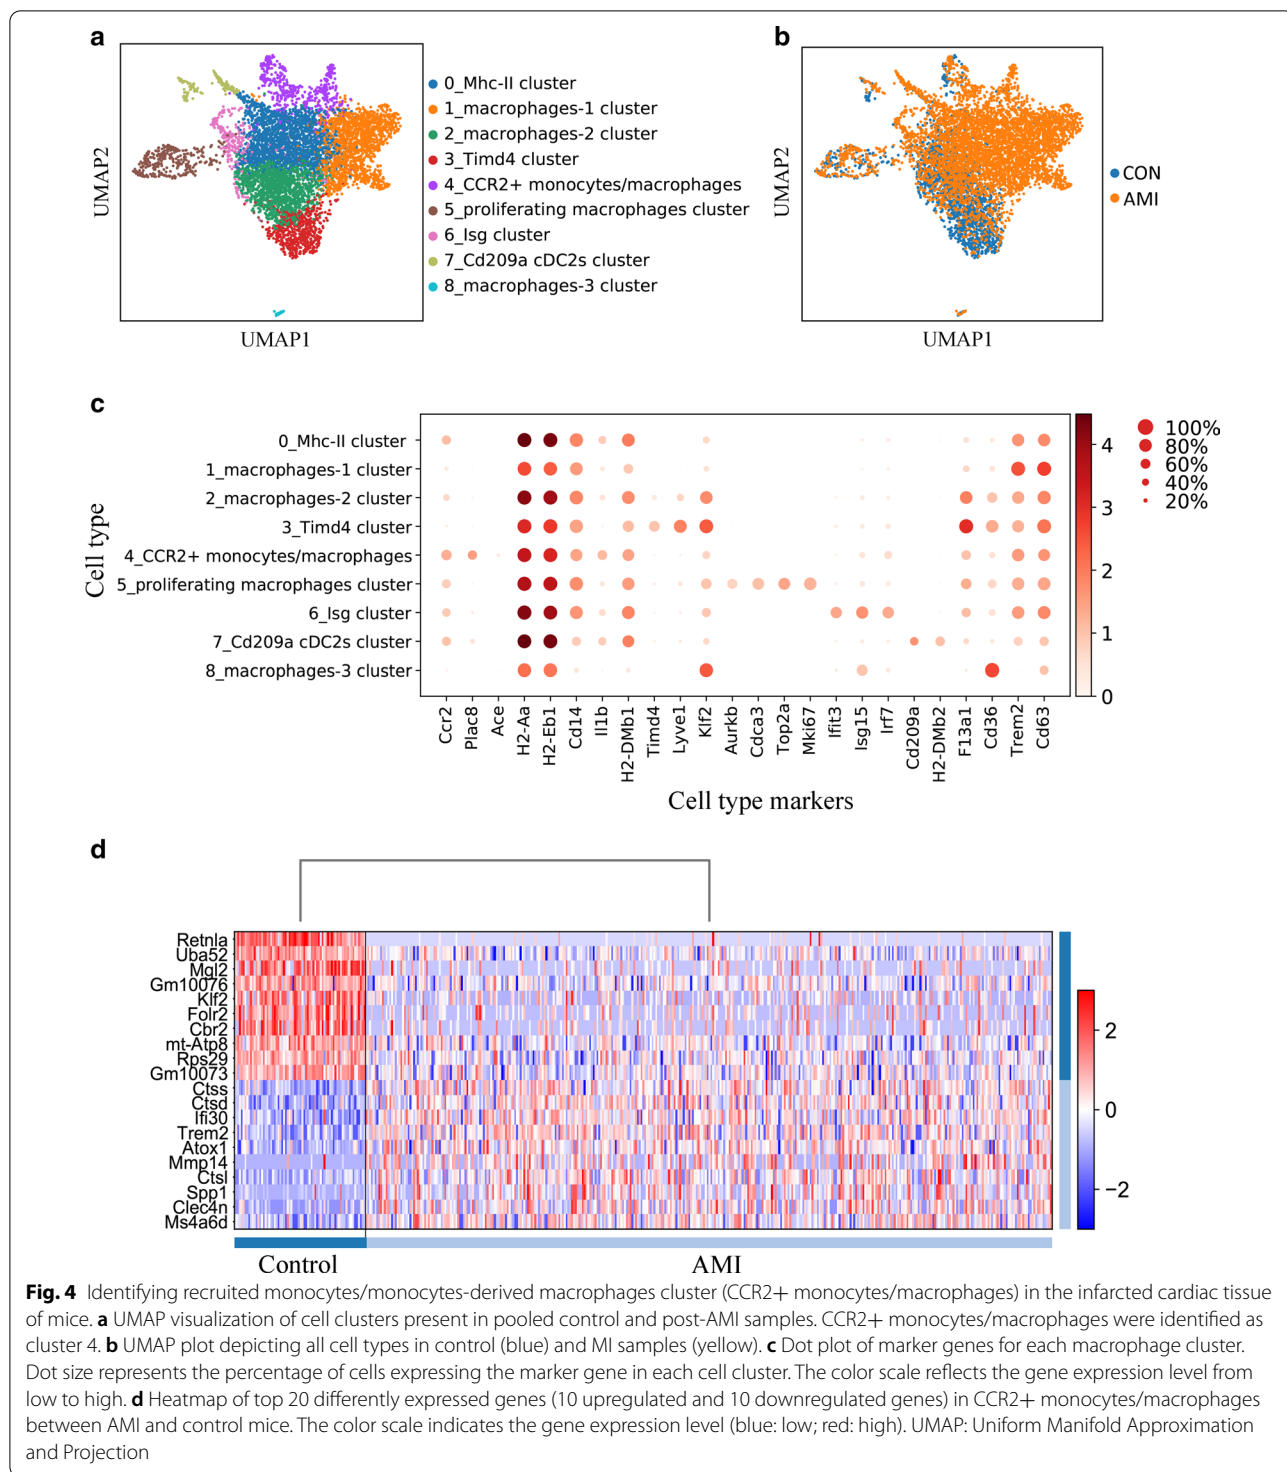 a
UMAP2
UMAP1
0_Mhc-II cluster
1_macrophages-1 cluster
2_macrophages-2 cluster
3_Timd4 cluster
4_CCR2+ monocytes/macrophages
5_proliferating macrophages cluster
6_Isg cluster
7_Cd209a cDC2s cluster
8_macrophages-3 cluster
b
UMAP2
UMAP1
CON
AMI
c
Cell type
0_Mhc-II cluster
1_macrophages-1 cluster
2_macrophages-2 cluster
3_Timd4 cluster
4_CCR2+ monocytes/macrophages
5_proliferating macrophages cluster
6_Isg cluster
7_Cd209a cDC2s cluster
8_macrophages-3 cluster
Ccr2
Plac8
Ace
H2-Aa
H2-Eb1
Cd14
Il1b
H2-DMb1
Timd4
Lyve1
Klf2
Aurkb
Cdca3
Top2a
Mki67
Ifit3
Isg15
Irf7
Cd209a
H2-DMb2
F13a1
Cd36
Trem2
Cd63
Cell type markers
4
3
2
1
0
100%
80%
60%
40%
20%
d
Retnla
Uba52
Mgl2
Gm10076
Klf2
Folr2
Cbr2
mt-Atp8
Rps29
Gm10073
Ctss
Ctsd
Ifi30
Trem2
Atox1
Mmp14
Ctsl
Spp1
Clec4n
Ms4a6d
Control
AMI
2
0
−2
Fig. 4 Identifying recruited monocytes/monocytes-derived macrophages cluster (CCR2+ monocytes/macrophages) in the infarcted cardiac tissue
of mice. a UMAP visualization of cell clusters present in pooled control and post-AMI samples. CCR2+ monocytes/macrophages were identified as
cluster 4. b UMAP plot depicting all cell types in control (blue) and MI samples (yellow). c Dot plot of marker genes for each macrophage cluster.
Dot size represents the percentage of cells expressing the marker gene in each cell cluster. The color scale reflects the gene expression level from
low to high. d Heatmap of top 20 differently expressed genes (10 upregulated and 10 downregulated genes) in CCR2+ monocytes/macrophages
between AMI and control mice. The color scale indicates the gene expression level (blue: low; red: high). UMAP: Uniform Manifold Approximation
and Projection